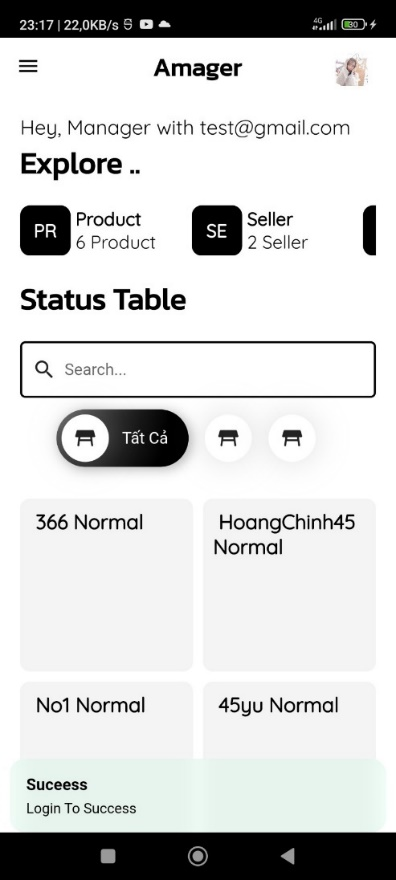 23:17 | 22,0KB/s
4G 80
Amager
Hey, Manager with test@gmail.com
Explore ..
PR Product SE Seller
6 Product 2 Seller
Status Table
Search...
Tất Cả
366 Normal HoangChinh45
Normal
No1 Normal 45yu Normal
Suceess
Login To Success